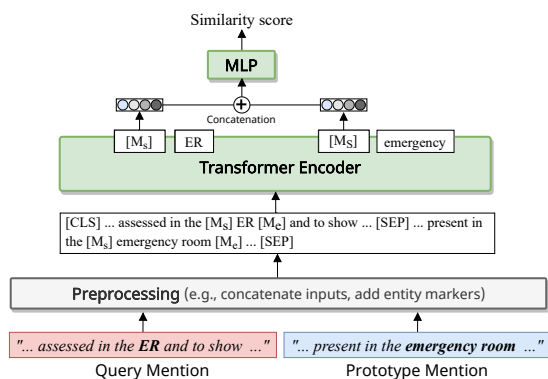 Similarity score
MLP
+
Concatenation
[Ms] ER [MS] emergency
Transformer Encoder
[CLS] ... assessed in the [Ms] ER [Me] and to show ... [SEP] ... present in
the [Ms] emergency room [Me] ... [SEP]
Preprocessing (e.g., concatenate inputs, add entity markers)
"... assessed in the ER and to show ..." "... present in the emergency room ..."
Query Mention Prototype Mention